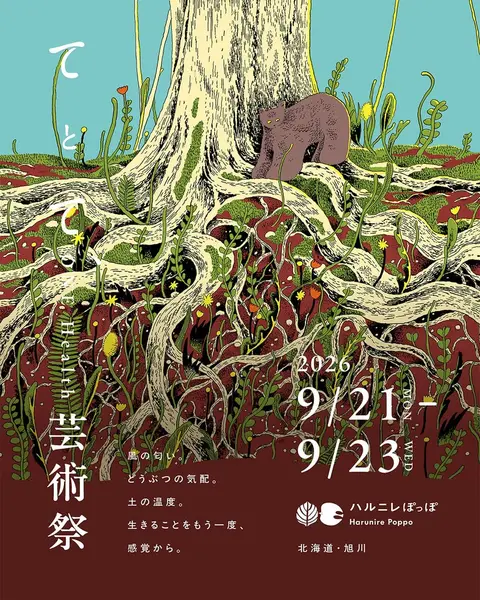 てとてと
Health
芸術祭
2026
9/21 –
MON WED
9/23
風の匂い。
どうぶつの気配。
土の温度。
生きることをもう一度、
感覚から。
ハルニレぽっぽ
Harunire Poppo
北海道・旭川